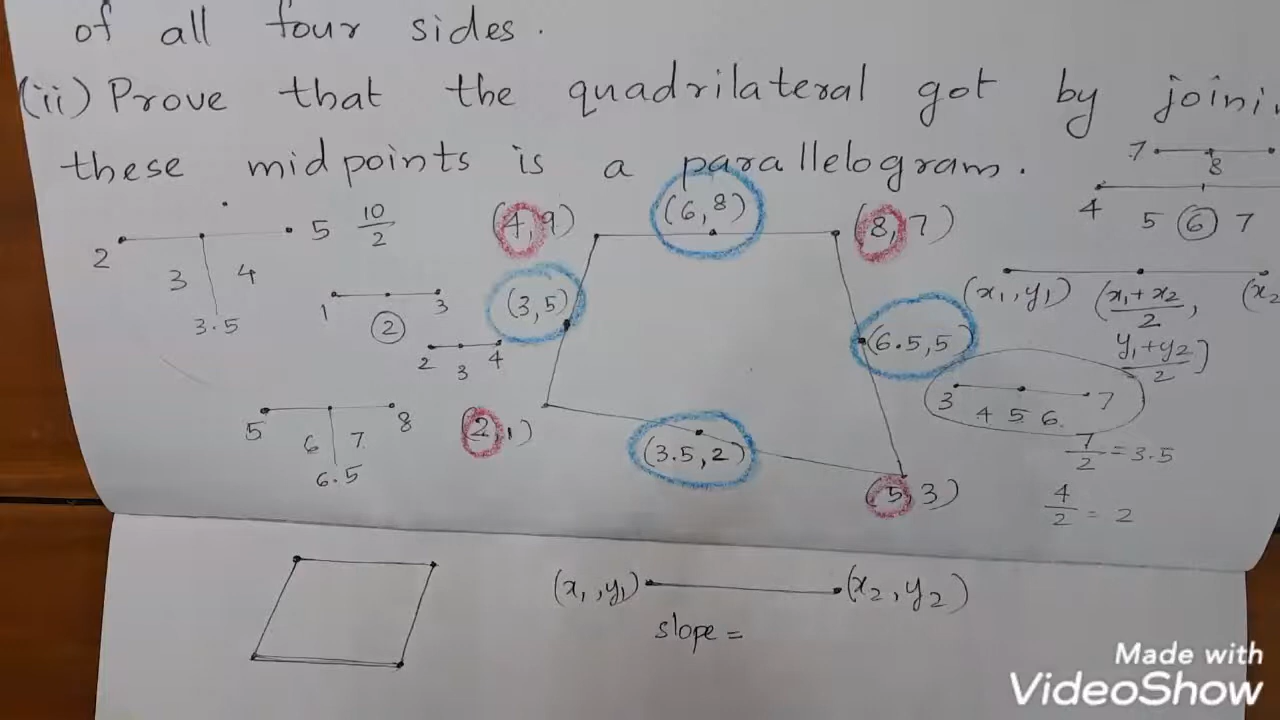 of all four sides.
(ii) Prove that the quadrilateral got by joini
these midpoints is a parallelogram.
7 8
4 5 6 7
2 3 4 5
3.5
10/2
(4,9) (6,8) (8,7)
1 2 3
(3,5)
2 3 4
(x₁,y₁) (x₁+x₂/2, y₁+y₂/2) (x₂
(6.5,5)
3 4 5 6 7
5 6 7 8
6.5
(2,1) (3.5,2) (5,3)
7/2 = 3.5
4/2 = 2
(x₁,y₁) (x₂,y₂)
slope =
Made with
VideoShow